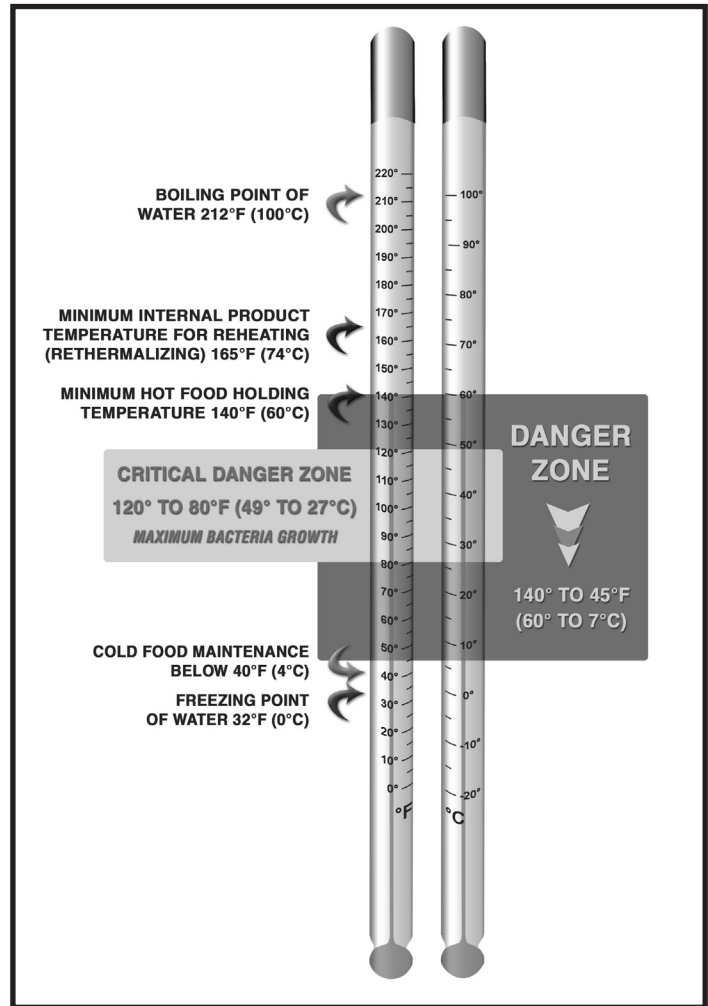 BOILING POINT OF
WATER 212°F (100°C)
MINIMUM INTERNAL PRODUCT
TEMPERATURE FOR REHEATING
(RETHERMALIZING) 165°F (74°C)
MINIMUM HOT FOOD HOLDING
TEMPERATURE 140°F (60°C)
CRITICAL DANGER ZONE
120° TO 80°F (49° TO 27°C)
MAXIMUM BACTERIA GROWTH
COLD FOOD MAINTENANCE
BELOW 40°F (4°C)
FREEZING POINT
OF WATER 32°F (0°C)
220°
210°
200°
190°
180°
170°
160°
150°
140°
130°
120°
110°
100°
90°
80°
70°
60°
50°
40°
30°
20°
10°
0°
°F
100°
90°
80°
70°
60°
50°
40°
30°
20°
10°
0°
-10°
-20°
°C
DANGER
ZONE
140° TO 45°F
(60° TO 7°C)